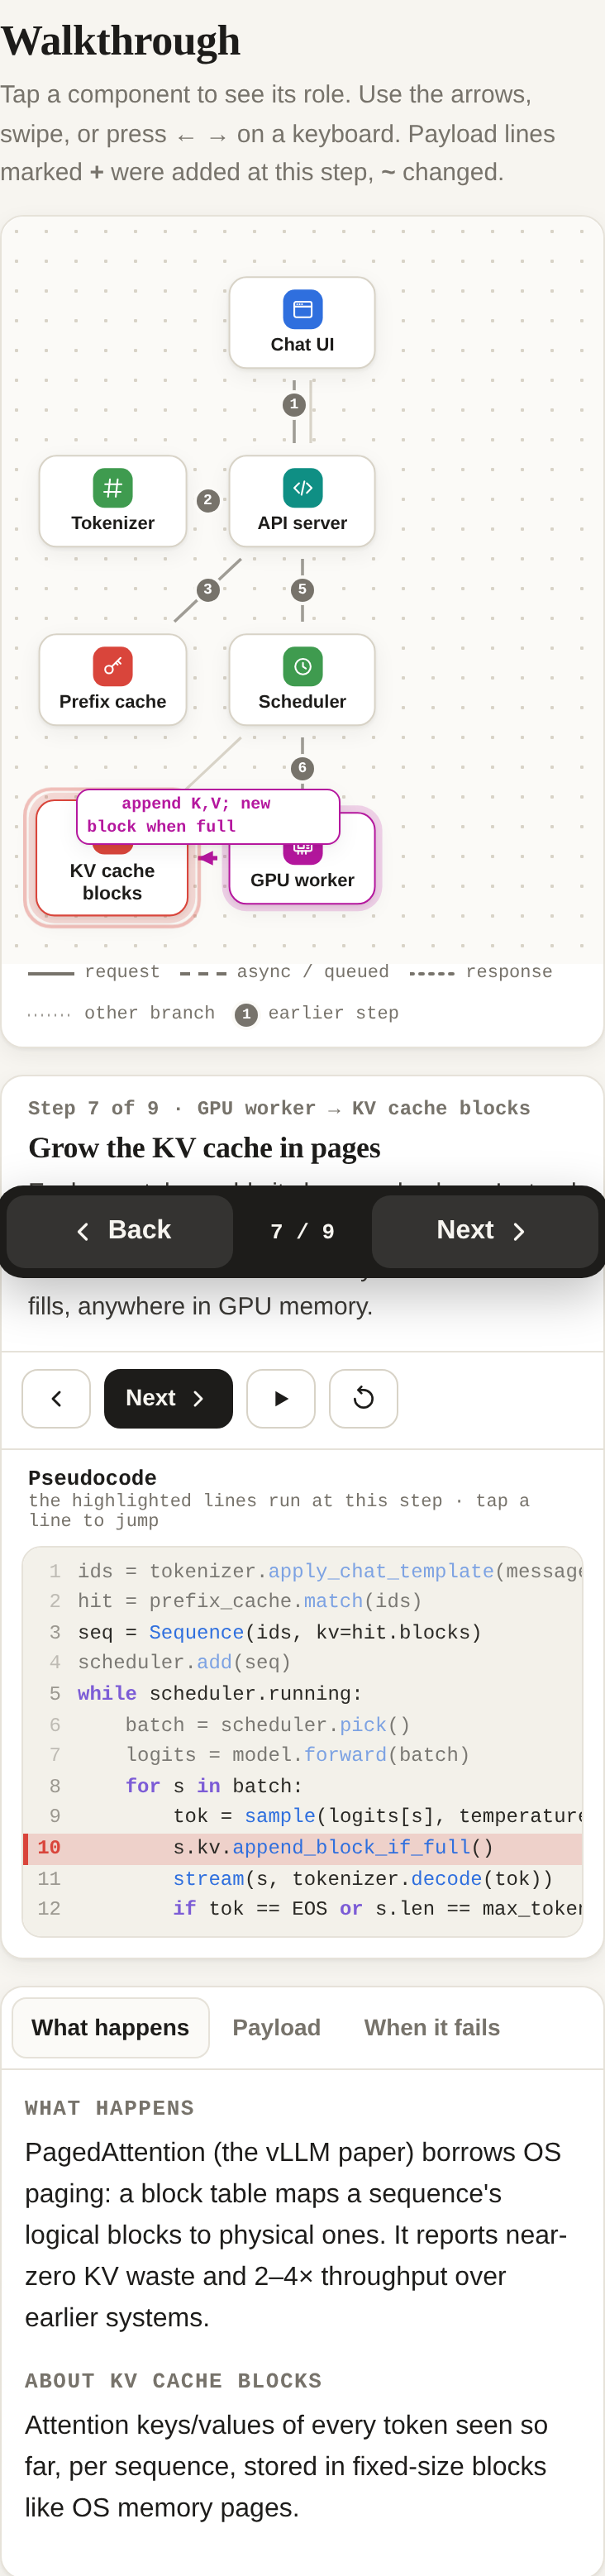 Walkthrough
Tap a component to see its role. Use the arrows,
swipe, or press ← → on a keyboard. Payload lines
marked + were added at this step, ~ changed.
Chat UI
1
Tokenizer
2
API server
3
5
Prefix cache
Scheduler
6
append K,V; new
block when full
KV cache
blocks
GPU worker
request
async / queued
response
other branch
1 earlier step
Step 7 of 9 · GPU worker → KV cache blocks
Grow the KV cache in pages
Back
7 / 9
Next
fills, anywhere in GPU memory.
Next
Pseudocode
the highlighted lines run at this step · tap a
line to jump
1 ids = tokenizer.apply_chat_template(message
2 hit = prefix_cache.match(ids)
3 seq = Sequence(ids, kv=hit.blocks)
4 scheduler.add(seq)
5 while scheduler.running:
6 batch = scheduler.pick()
7 logits = model.forward(batch)
8 for s in batch:
9 tok = sample(logits[s], temperature
10 s.kv.append_block_if_full()
11 stream(s, tokenizer.decode(tok))
12 if tok == EOS or s.len == max_token
What happens
Payload
When it fails
WHAT HAPPENS
PagedAttention (the vLLM paper) borrows OS
paging: a block table maps a sequence's
logical blocks to physical ones. It reports near-
zero KV waste and 2–4× throughput over
earlier systems.
ABOUT KV CACHE BLOCKS
Attention keys/values of every token seen so
far, per sequence, stored in fixed-size blocks
like OS memory pages.